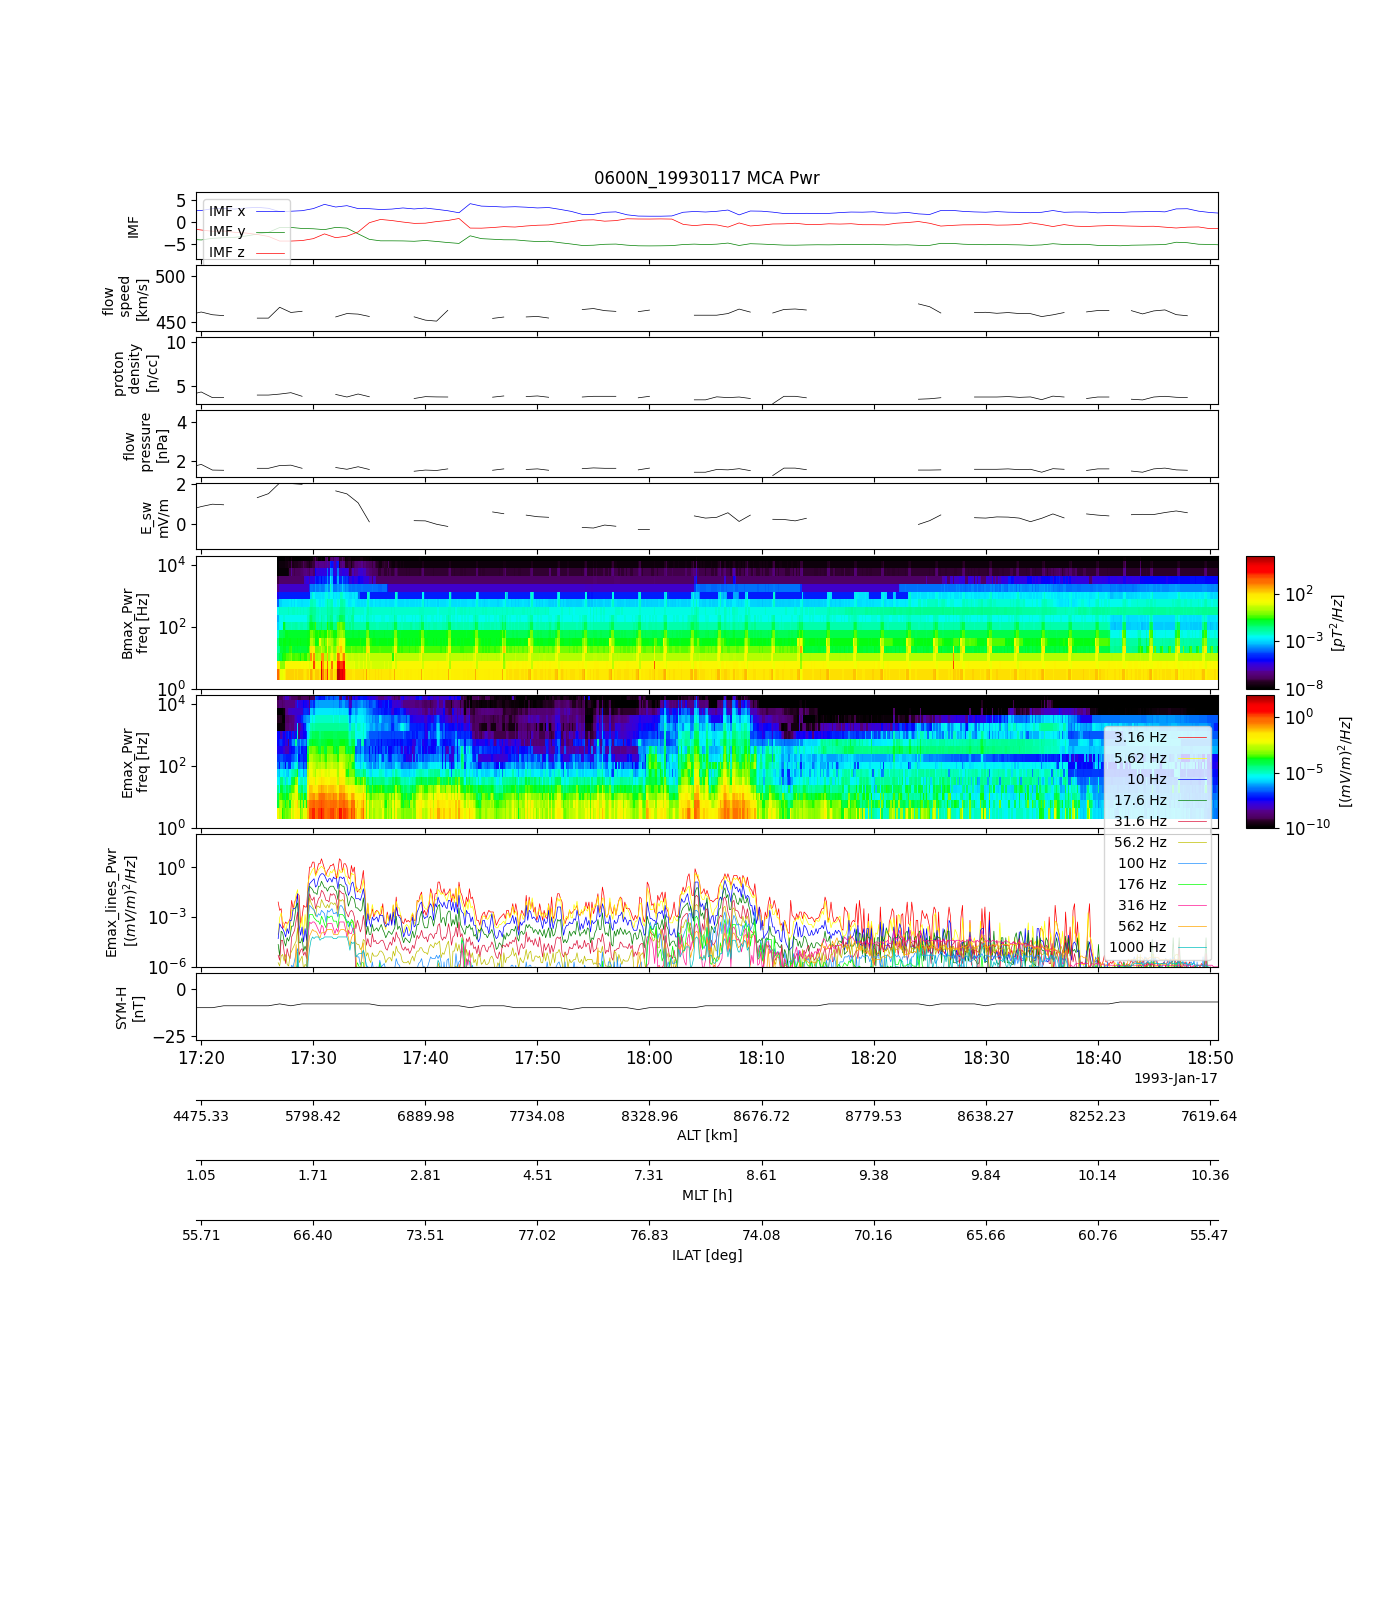 0600N_19930117 MCA Pwr
IMF
5
0
−5
IMF x
IMF y
IMF z
flow
speed
[km/s]
500
450
proton
density
[n/cc]
10
5
flow
pressure
[nPa]
4
2
E_sw
mV/m
2
0
Bmax_Pwr
freq [Hz]
10^4
10^2
10^0
10^2
10^−3
10^−8
[pT^2/Hz]
Emax_Pwr
freq [Hz]
10^4
10^2
10^0
10^0
10^−5
10^−10
[(mV/m)^2/Hz]
3.16 Hz
5.62 Hz
10 Hz
17.6 Hz
31.6 Hz
56.2 Hz
100 Hz
176 Hz
316 Hz
562 Hz
1000 Hz
Emax_lines_Pwr
[(mV/m)^2/Hz]
10^0
10^−3
10^−6
SYM-H
[nT]
0
−25
17:20 17:30 17:40 17:50 18:00 18:10 18:20 18:30 18:40 18:50
1993-Jan-17
4475.33 5798.42 6889.98 7734.08 8328.96 8676.72 8779.53 8638.27 8252.23 7619.64
ALT [km]
1.05 1.71 2.81 4.51 7.31 8.61 9.38 9.84 10.14 10.36
MLT [h]
55.71 66.40 73.51 77.02 76.83 74.08 70.16 65.66 60.76 55.47
ILAT [deg]